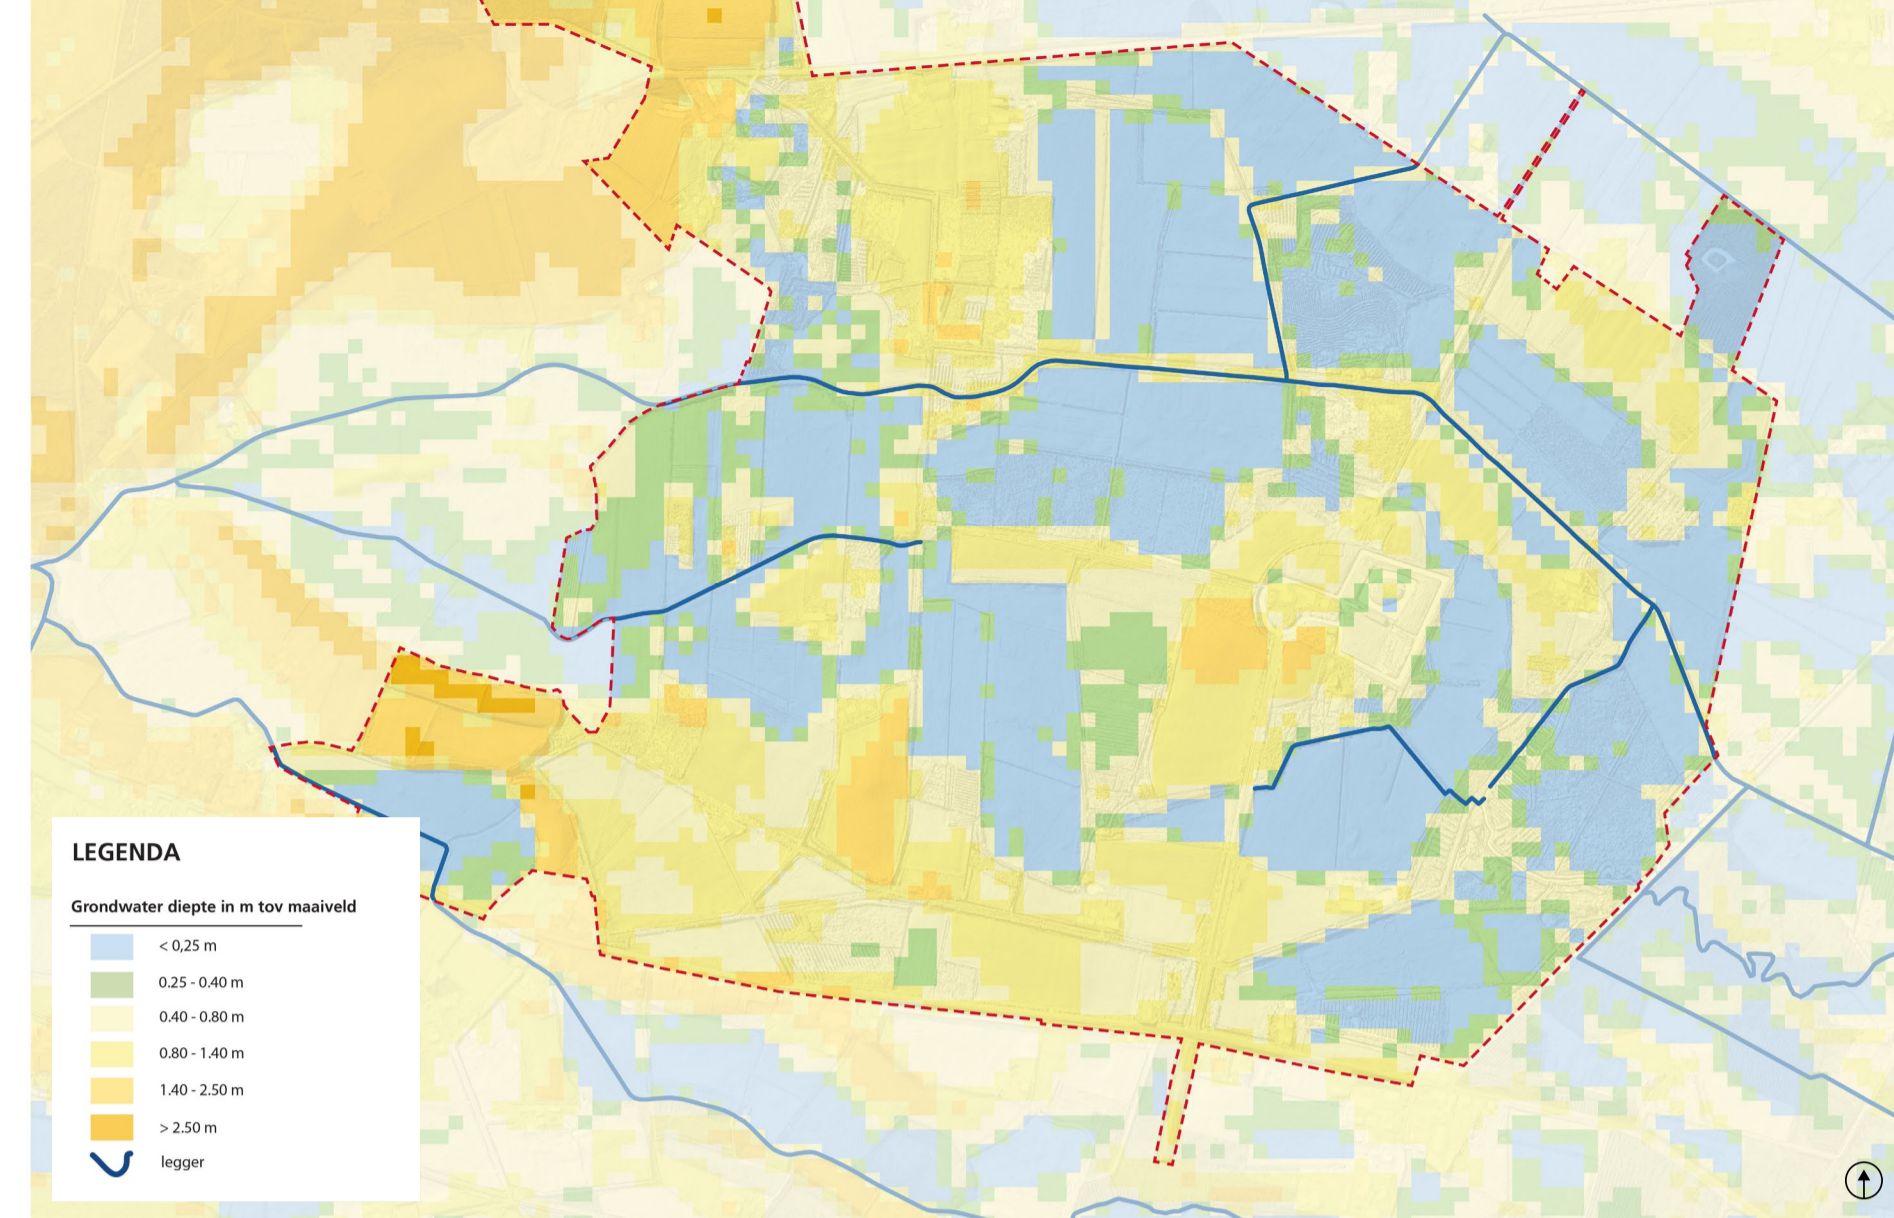 LEGENDA
Grondwater diepte in m tov maaiveld
< 0,25 m
0.25 - 0.40 m
0.40 - 0.80 m
0.80 - 1.40 m
1.40 - 2.50 m
> 2.50 m
legger